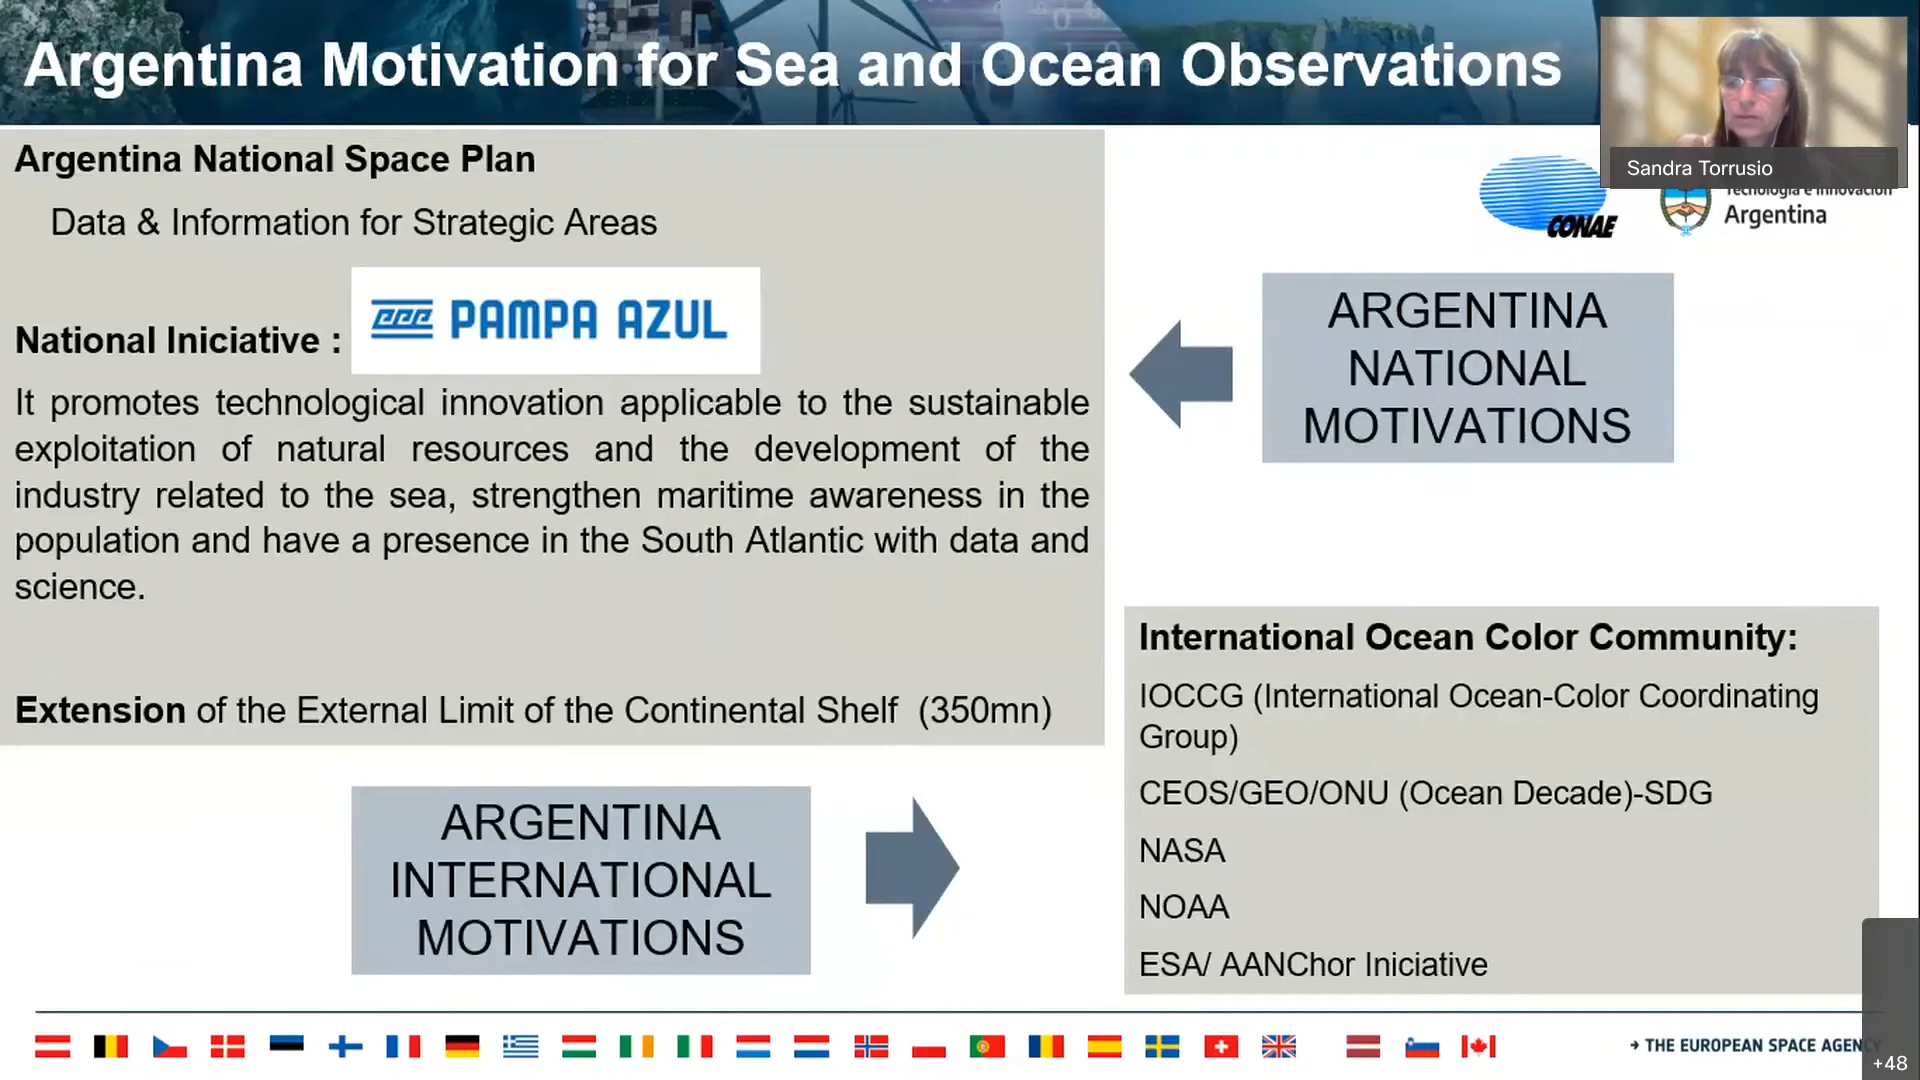 Argentina Motivation for Sea and Ocean Observations
Sandra Torrusio
Argentina National Space Plan
Data & Information for Strategic Areas
CONAE
Tecnología e Innovación
Argentina
National Iniciative :
PAMPA AZUL
It promotes technological innovation applicable to the sustainable
exploitation of natural resources and the development of the
industry related to the sea, strengthen maritime awareness in the
population and have a presence in the South Atlantic with data and
science.
Extension of the External Limit of the Continental Shelf (350mn)
ARGENTINA
NATIONAL
MOTIVATIONS
ARGENTINA
INTERNATIONAL
MOTIVATIONS
International Ocean Color Community:
IOCCG (International Ocean-Color Coordinating
Group)
CEOS/GEO/ONU (Ocean Decade)-SDG
NASA
NOAA
ESA/ AANChor Iniciative
→ THE EUROPEAN SPACE AGENCY
+48